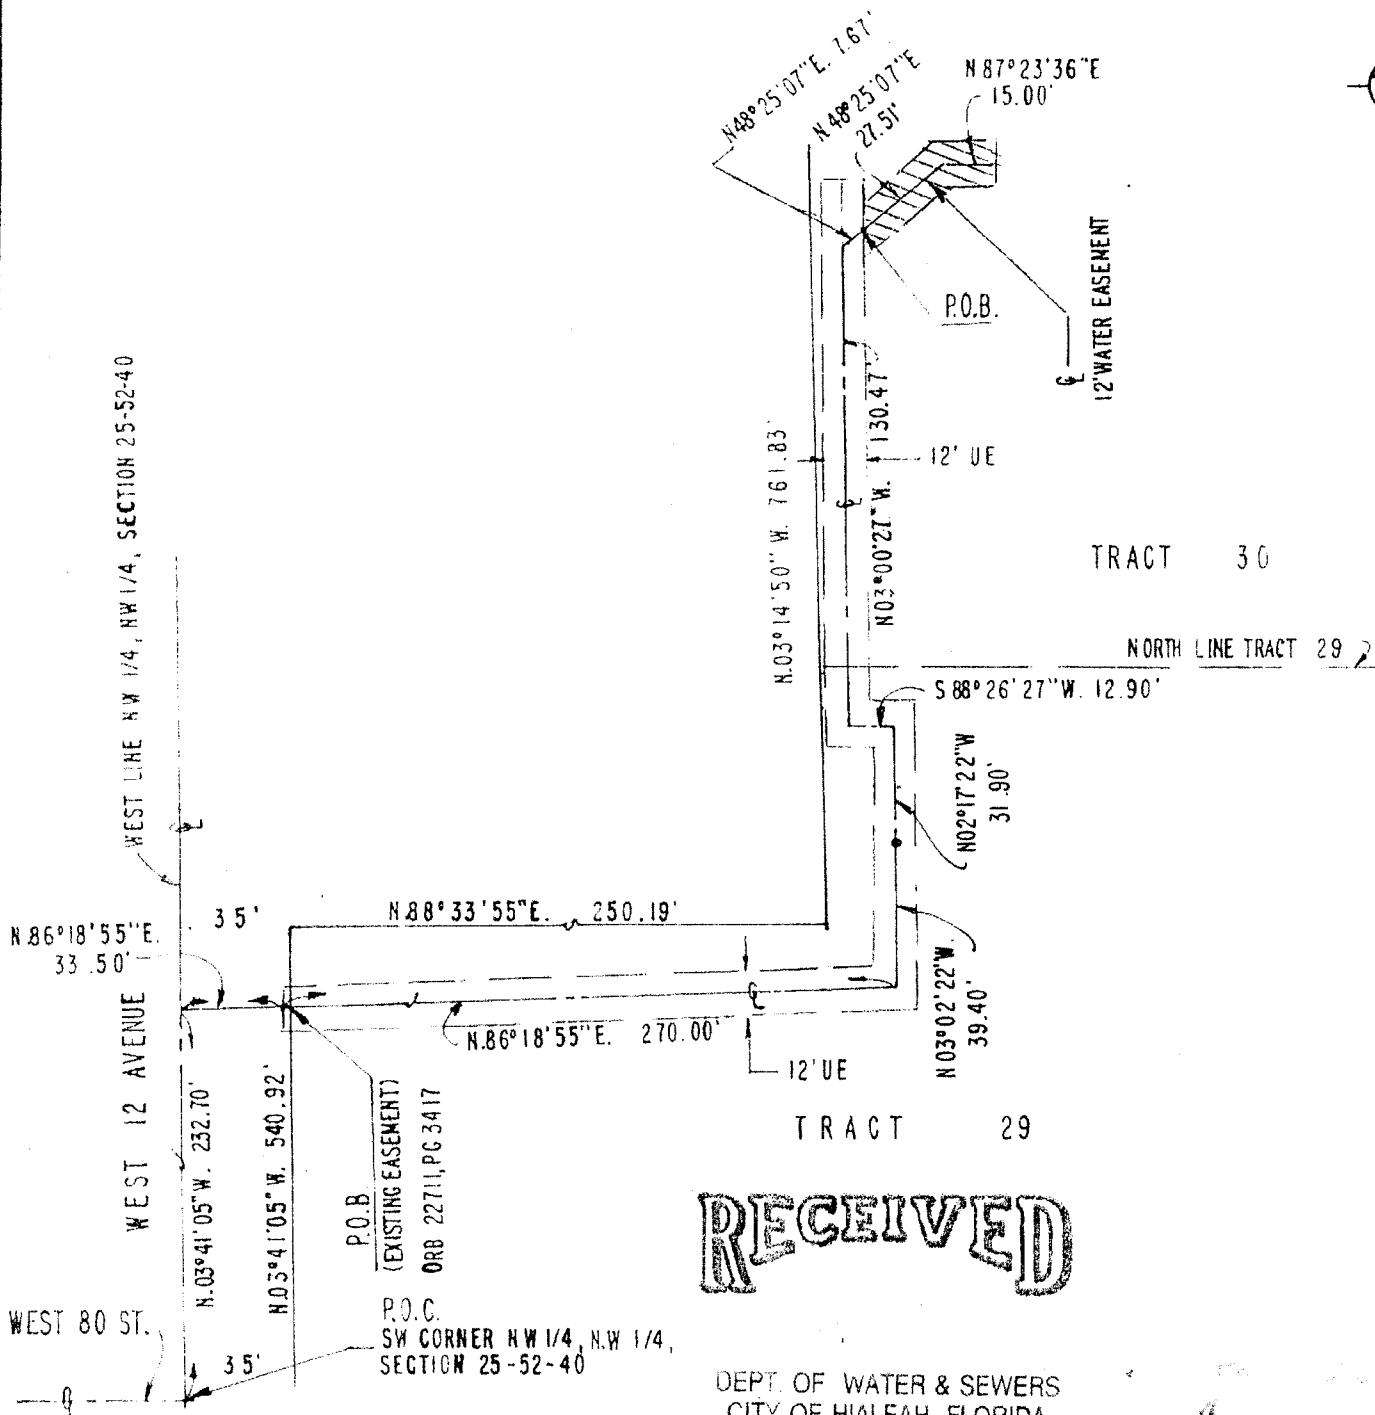 N48°25'07"E. 7.67'
N 48°25'07"E
27.51'
N 87°23'36"E
15.00'
P.O.B.
12' WATER EASEMENT
WEST LINE NW 1/4, NW 1/4, SECTION 25-52-40
N.03°14'50" W. 761.83'
130.47'
N03°00'27" W.
12' UE
TRACT 30
NORTH LINE TRACT 29
S 88°26'27"W. 12.90'
N02°17'22"W
31.90'
N.86°18'55"E.
33.50'
35'
N.88°33'55"E. 250.19'
N03°02'22"W.
39.40'
N.86°18'55"E. 270.00'
12' UE
WEST 12 AVENUE
N.03°41'05"W. 232.70'
N.03°41'05" W. 540.92'
P.O.B
(EXISTING EASEMENT)
ORB 22711, PG 3417
TRACT 29
RECEIVED
P.O.C.
SW CORNER NW 1/4, N.W 1/4,
SECTION 25-52-40
WEST 80 ST.
35'
DEPT. OF WATER & SEWERS
CITY OF HIALEAH, FLORIDA